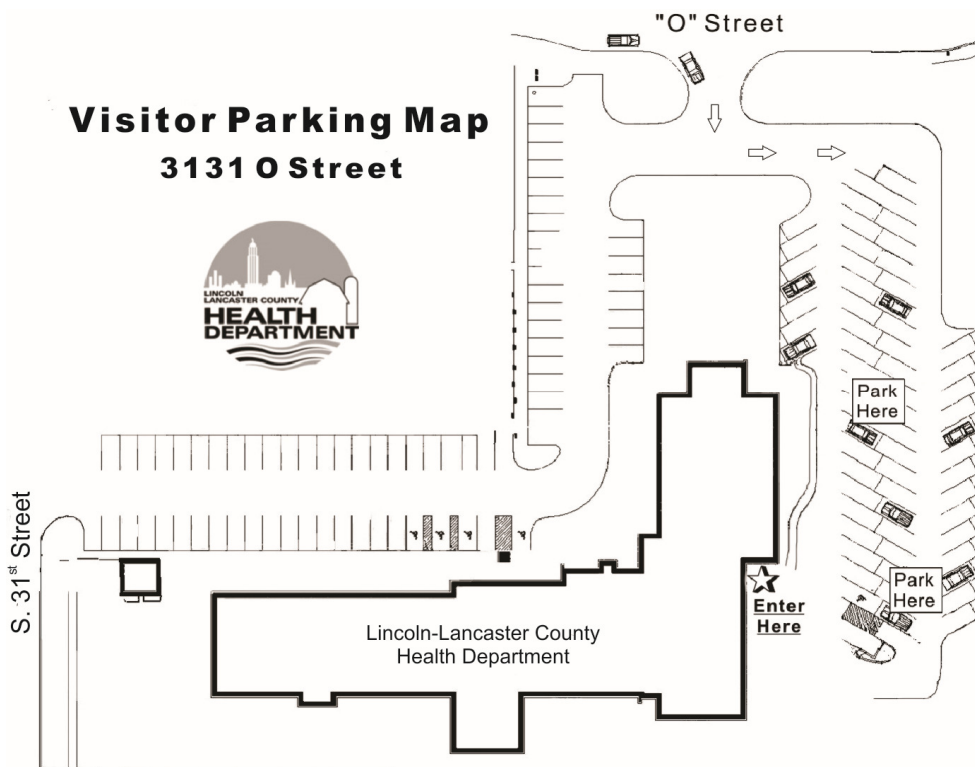 "O" Street
Visitor Parking Map
3131 O Street
LINCOLN
LANCASTER COUNTY
HEALTH
DEPARTMENT
Park
Here
S. 31st Street
Park
Here
Enter
Here
Lincoln-Lancaster County
Health Department